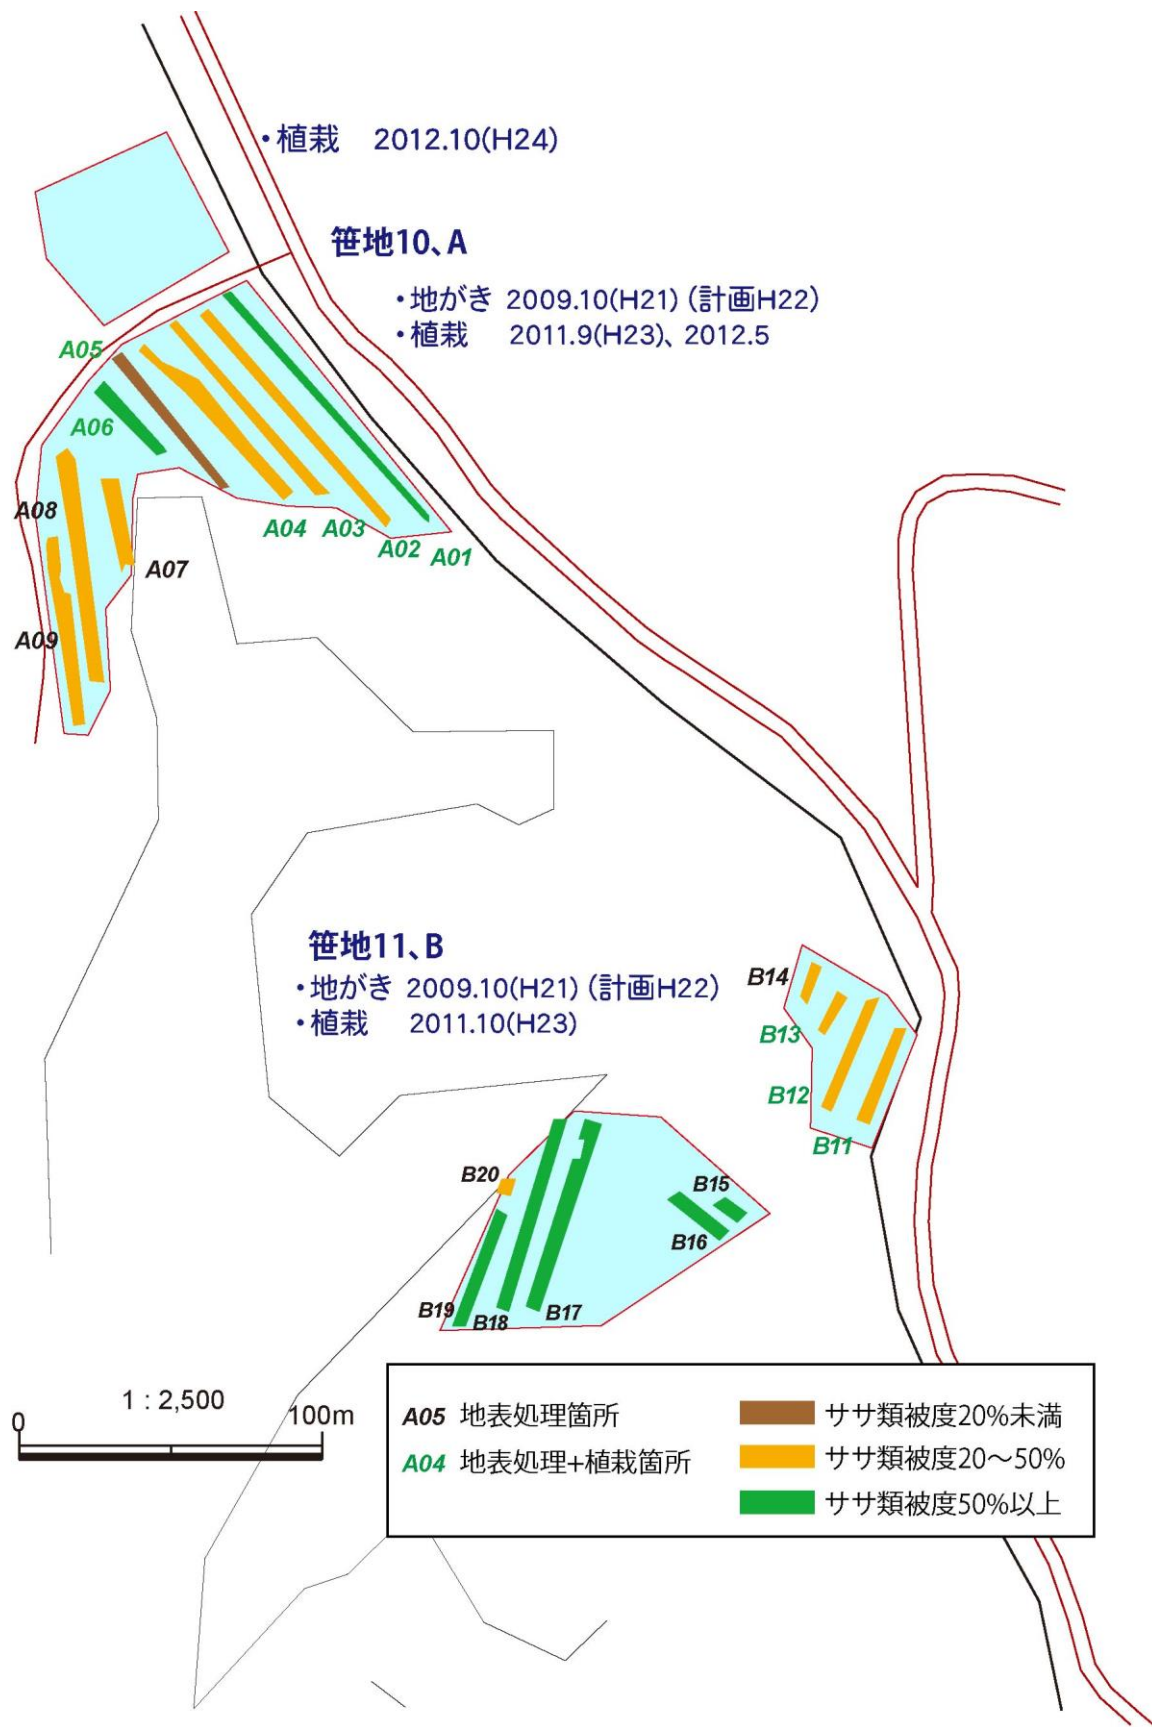 ・植栽 2012.10(H24)
笹地10、A
・地がき 2009.10(H21) (計画H22)
・植栽 2011.9(H23)、2012.5
A05
A06
A08
A04
A03
A02
A01
A07
A09
笹地11、B
・地がき 2009.10(H21) (計画H22)
・植栽 2011.10(H23)
B14
B13
B12
B11
B20
B15
B16
B19
B18
B17
1 : 2,500
0
100m
A05 地表処理箇所
ササ類被度20%未満
A04 地表処理+植栽箇所
ササ類被度20～50%
ササ類被度50%以上